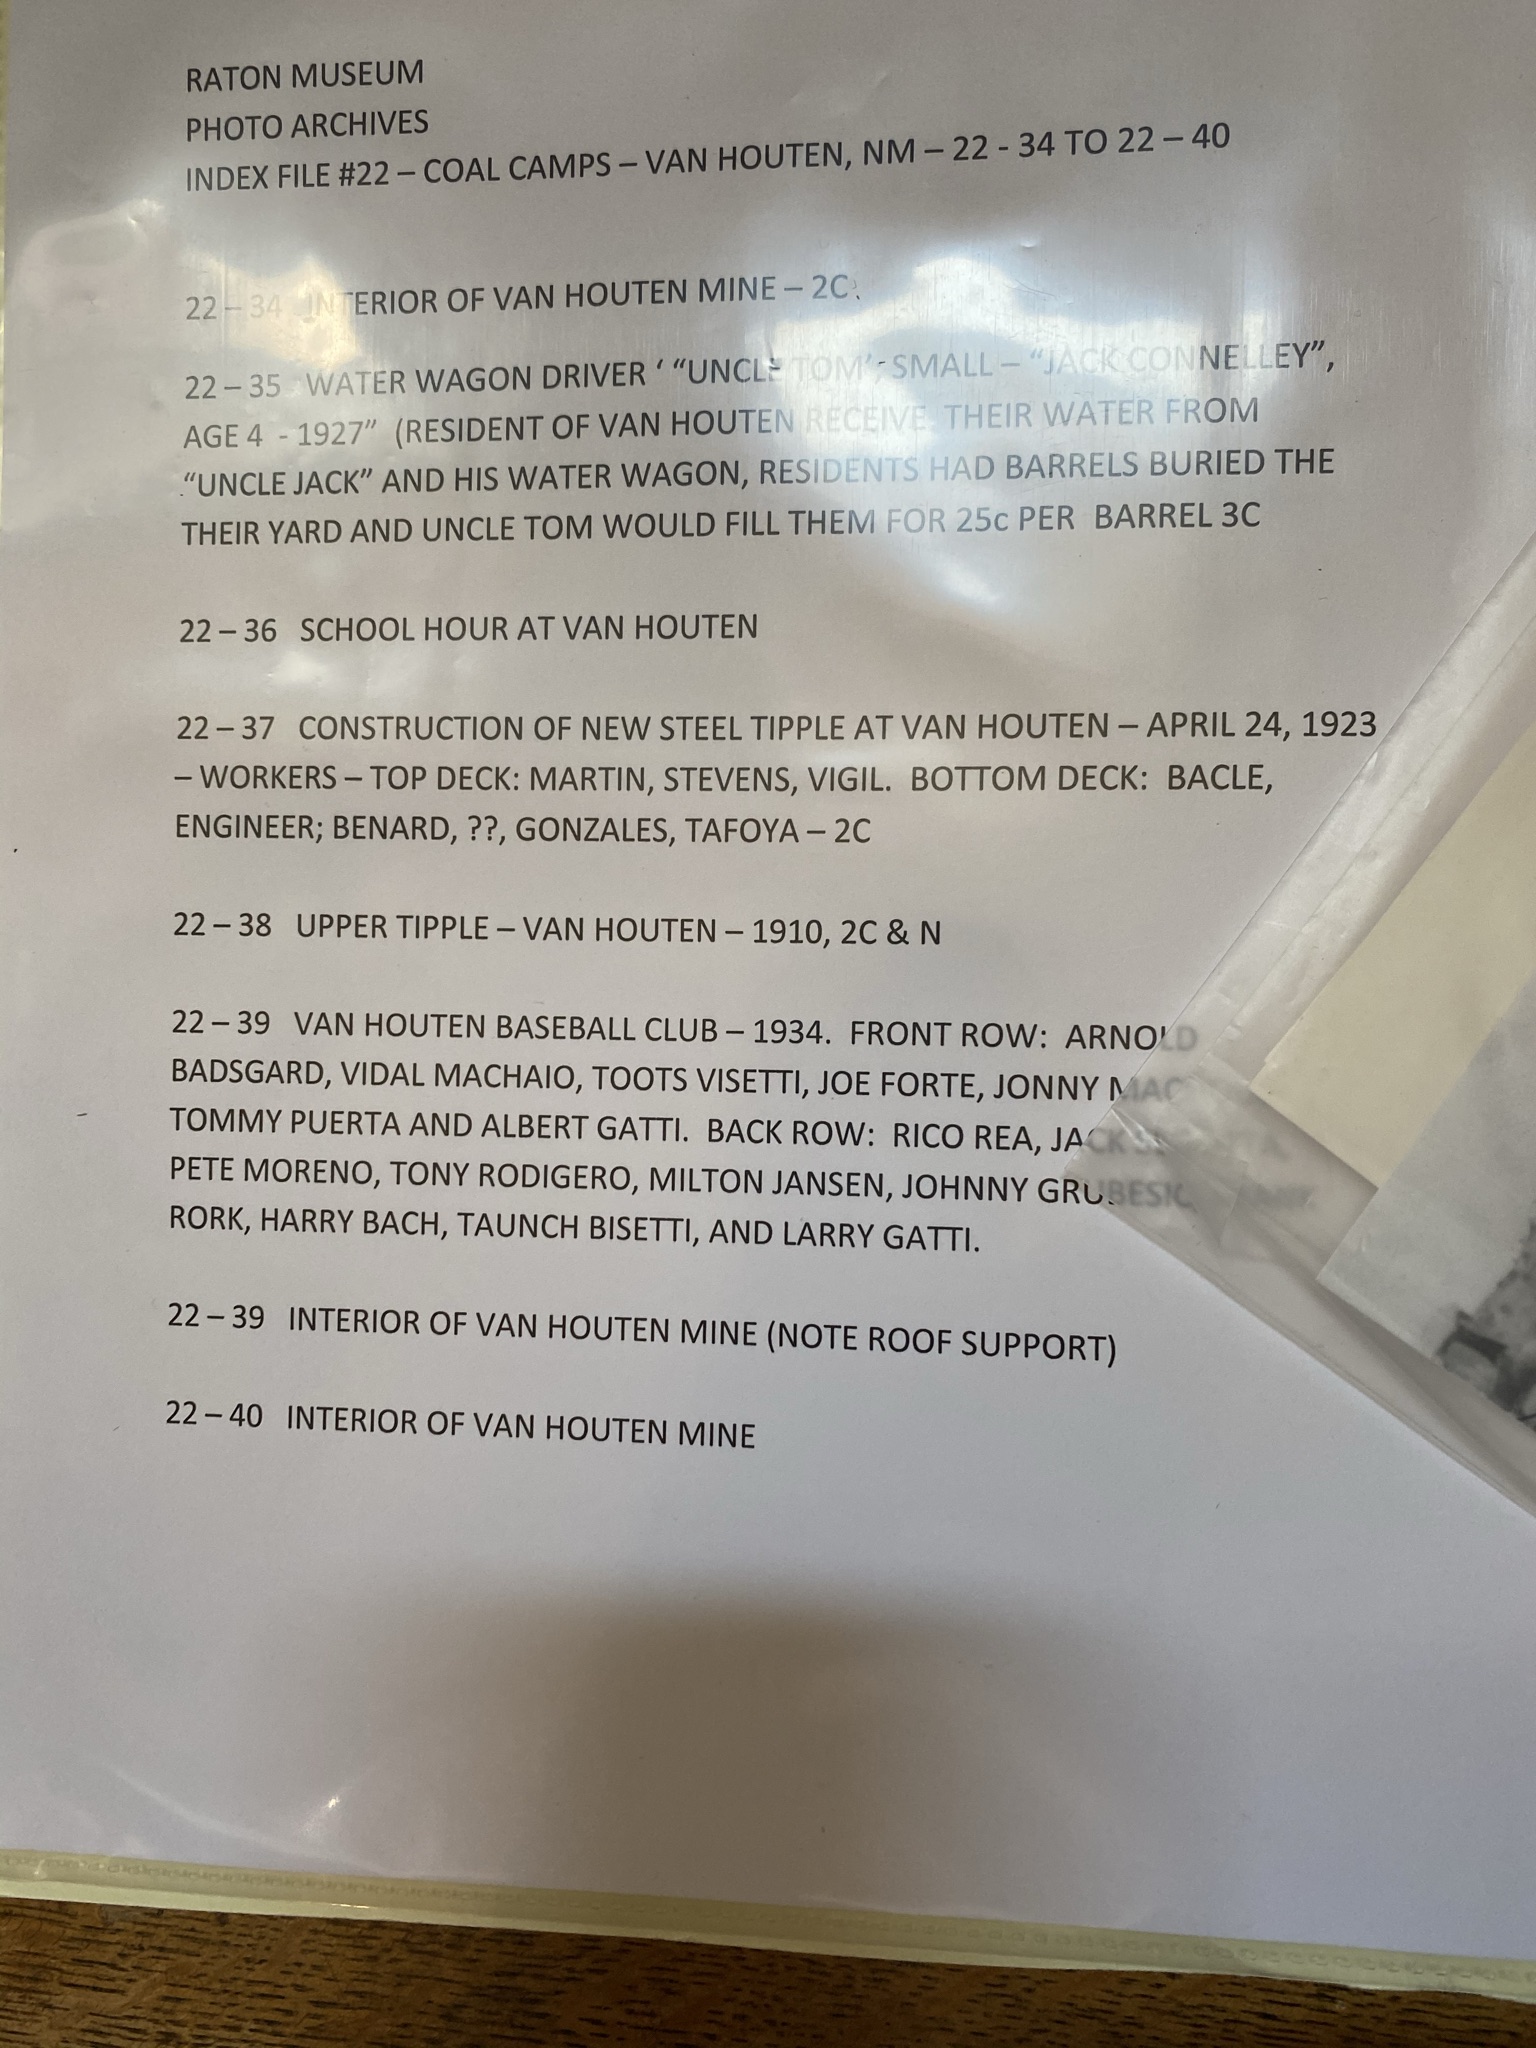 RATON MUSEUM
PHOTO ARCHIVES
INDEX FILE #22 – COAL CAMPS – VAN HOUTEN, NM – 22 - 34 TO 22 – 40
22 – 34 INTERIOR OF VAN HOUTEN MINE – 2C
22 – 35 WATER WAGON DRIVER ‘ “UNCLE TOM’; SMALL – “JACK CONNELLEY”,
AGE 4 - 1927” (RESIDENT OF VAN HOUTEN RECEIVE THEIR WATER FROM
“UNCLE JACK” AND HIS WATER WAGON, RESIDENTS HAD BARRELS BURIED THE
THEIR YARD AND UNCLE TOM WOULD FILL THEM FOR 25c PER BARREL 3C
22 – 36 SCHOOL HOUR AT VAN HOUTEN
22 – 37 CONSTRUCTION OF NEW STEEL TIPPLE AT VAN HOUTEN – APRIL 24, 1923
– WORKERS – TOP DECK: MARTIN, STEVENS, VIGIL. BOTTOM DECK: BACLE,
ENGINEER; BENARD, ??, GONZALES, TAFOYA – 2C
22 – 38 UPPER TIPPLE – VAN HOUTEN – 1910, 2C & N
22 – 39 VAN HOUTEN BASEBALL CLUB – 1934. FRONT ROW: ARNOLD
BADSGARD, VIDAL MACHAIO, TOOTS VISETTI, JOE FORTE, JONNY
TOMMY PUERTA AND ALBERT GATTI. BACK ROW: RICO REA, JACK
PETE MORENO, TONY RODIGERO, MILTON JANSEN, JOHNNY GRUBESIC,
RORK, HARRY BACH, TAUNCH BISETTI, AND LARRY GATTI.
22 – 39 INTERIOR OF VAN HOUTEN MINE (NOTE ROOF SUPPORT)
22 – 40 INTERIOR OF VAN HOUTEN MINE